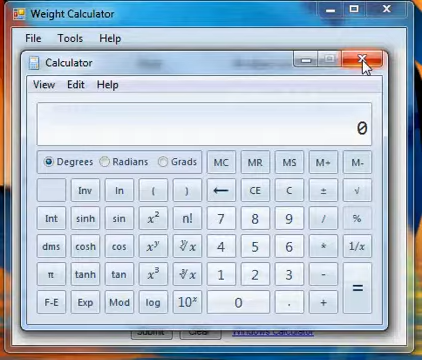 Weight Calculator
File Tools Help
Calculator
View Edit Help
0
Degrees Radians Grads MC MR MS M+ M-
Inv ln ( ) ← CE C ± √
Int sinh sin x² n! 7 8 9 / %
dms cosh cos xʸ ʸ√x 4 5 6 * 1/x
π tanh tan x³ ³√x 1 2 3 - =
F-E Exp Mod log 10ˣ 0 . +
Submit Clear Windows Calculator